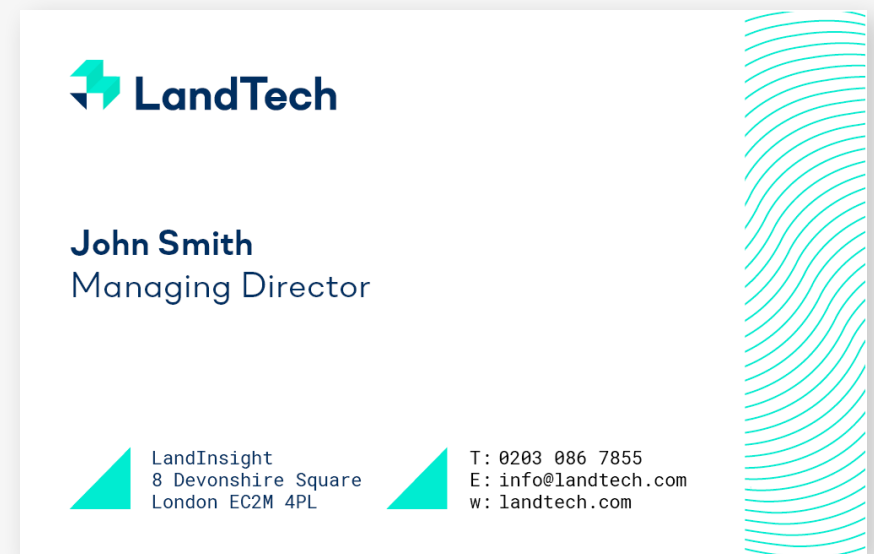 LandTech
John Smith
Managing Director
LandInsight
8 Devonshire Square
London EC2M 4PL
T: 0203 086 7855
E: info@landtech.com
w: landtech.com